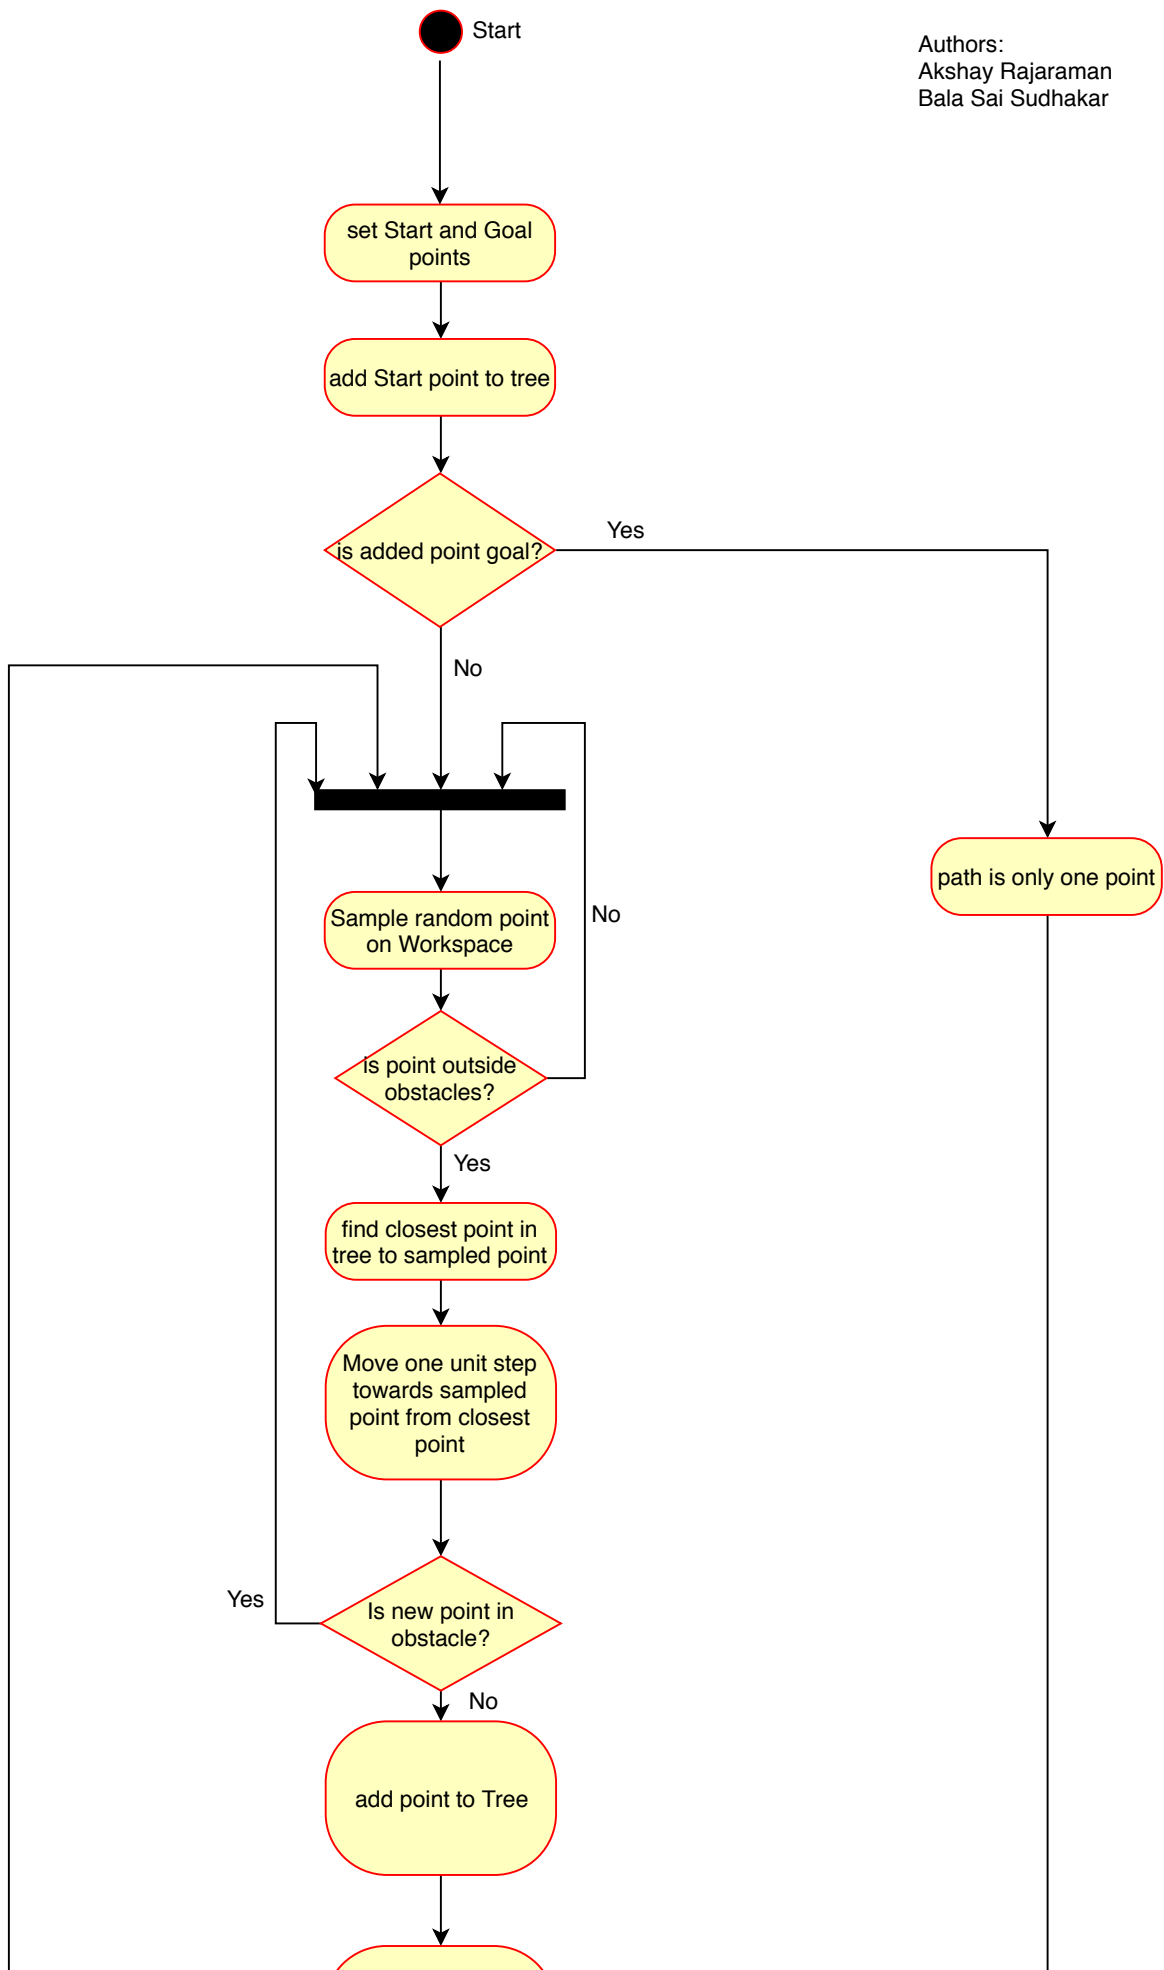 Start
Authors:
Akshay Rajaraman
Bala Sai Sudhakar
set Start and Goal
points
add Start point to tree
is added point goal?
Yes
No
path is only one point
Sample random point
on Workspace
No
is point outside
obstacles?
Yes
find closest point in
tree to sampled point
Move one unit step
towards sampled
point from closest
point
Yes
Is new point in
obstacle?
No
add point to Tree